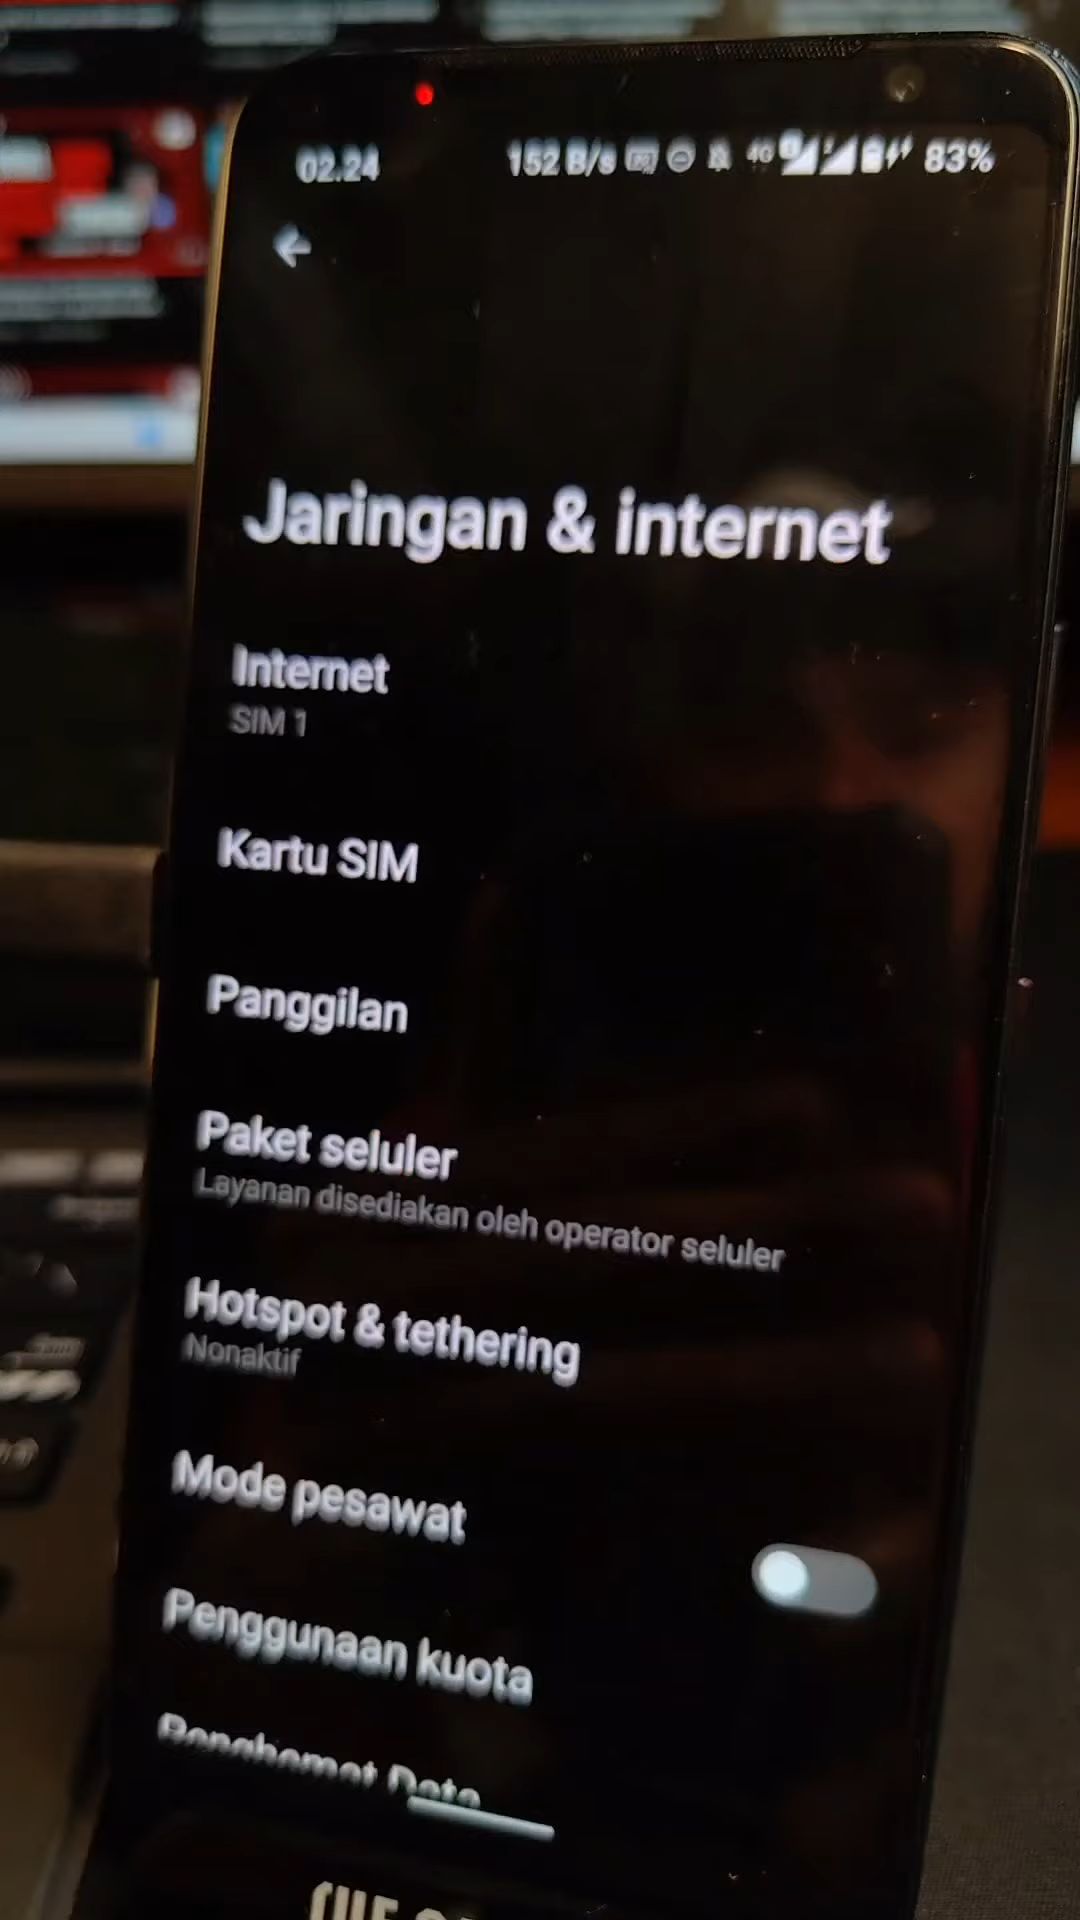 02.24 152 B/s 4G 83%
Jaringan & internet
Internet
SIM 1
Kartu SIM
Panggilan
Paket seluler
Layanan disediakan oleh operator seluler
Hotspot & tethering
Nonaktif
Mode pesawat
Penggunaan kuota
Penghemat Data